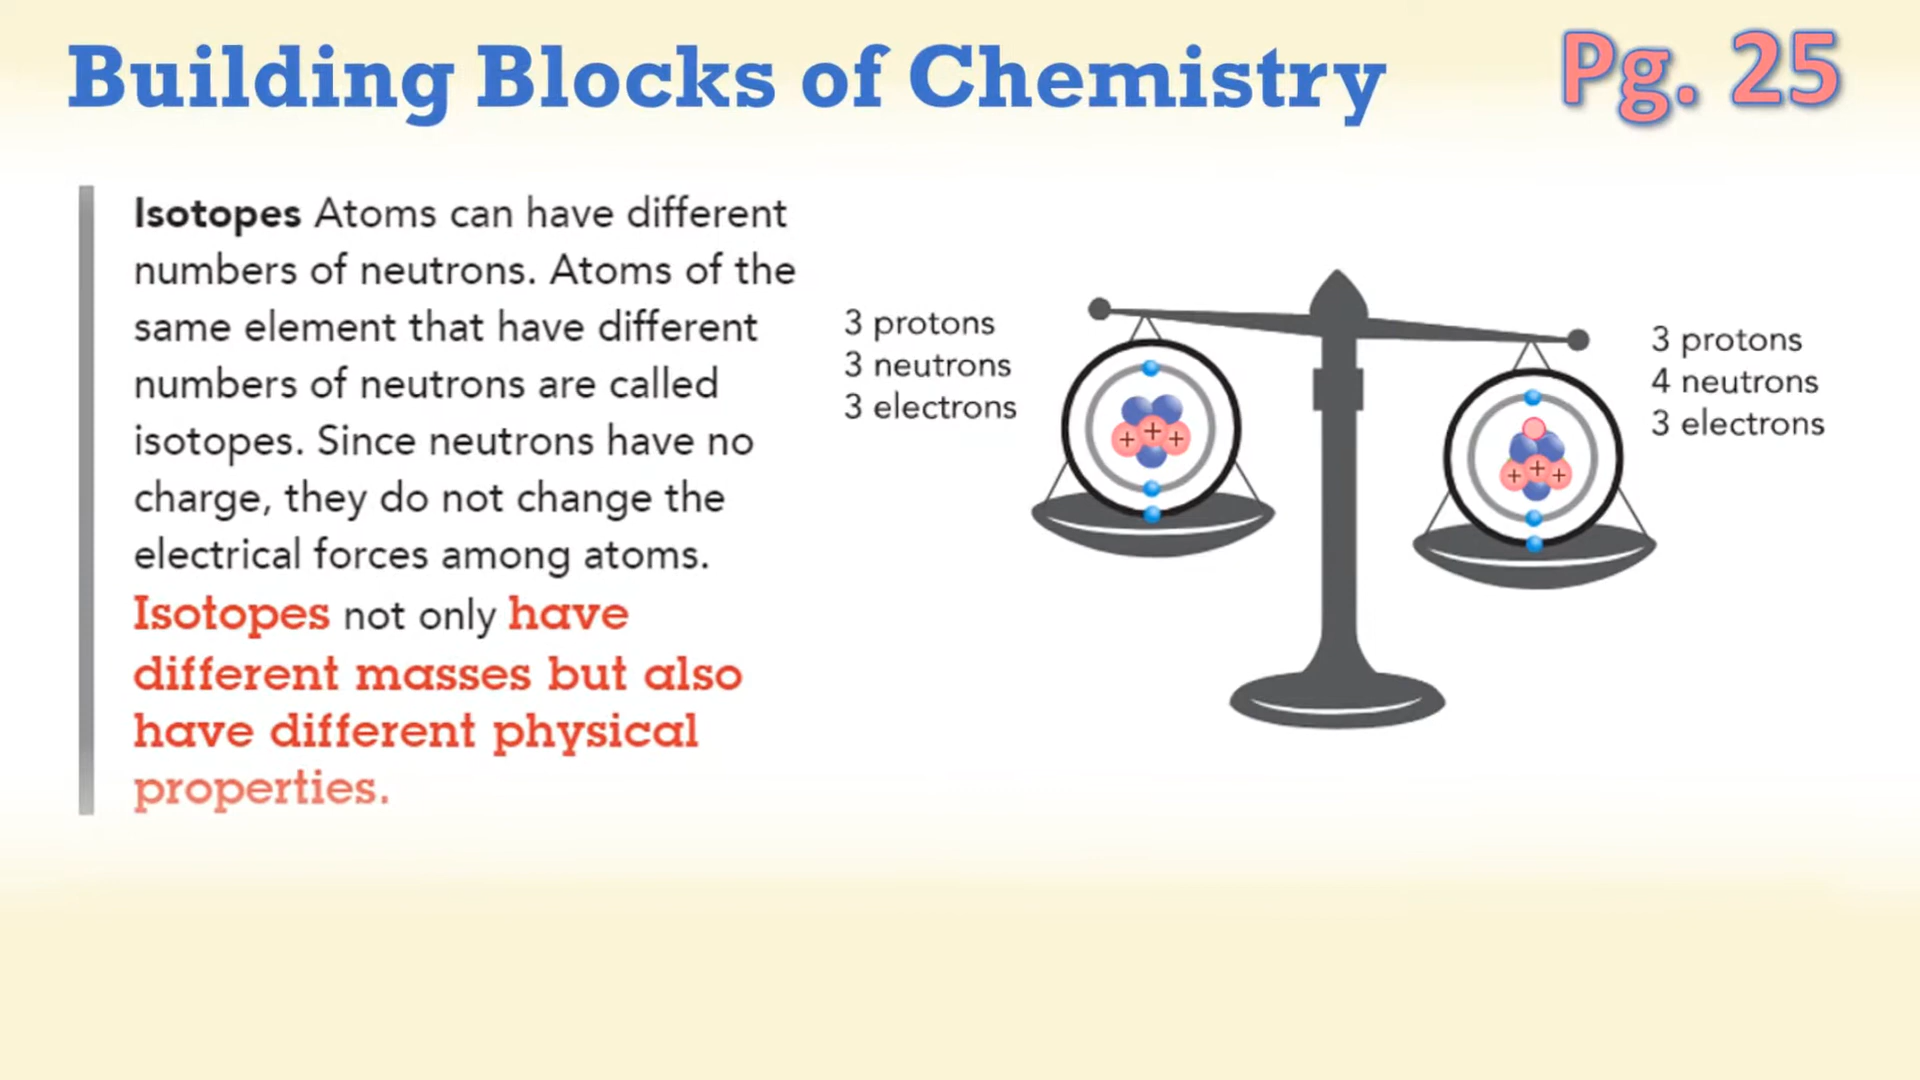 Building Blocks of Chemistry
Pg. 25
Isotopes Atoms can have different
numbers of neutrons. Atoms of the
same element that have different
numbers of neutrons are called
isotopes. Since neutrons have no
charge, they do not change the
electrical forces among atoms.
Isotopes not only have
different masses but also
have different physical
properties.
3 protons
3 neutrons
3 electrons
+ + +
3 protons
4 neutrons
3 electrons
+ + +